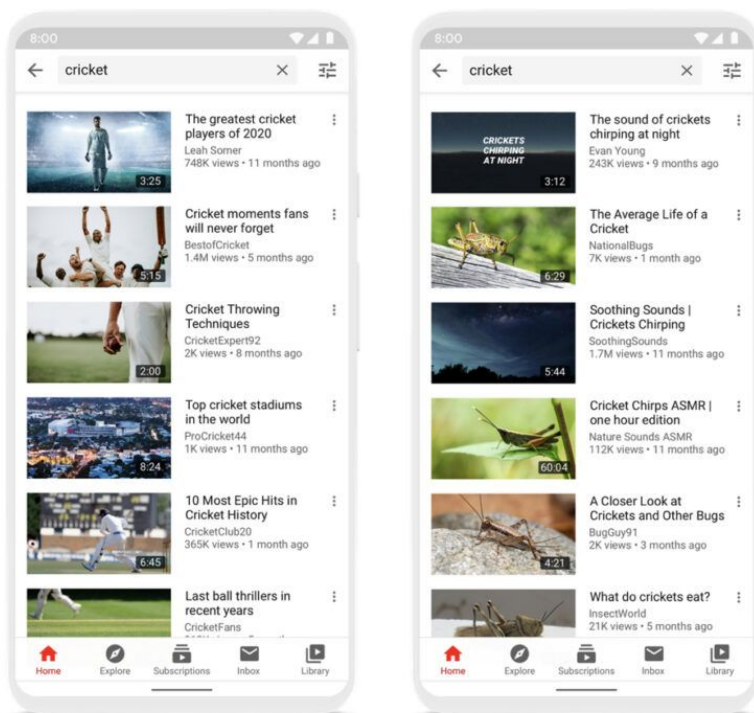 8:00
cricket
The greatest cricket
players of 2020
Leah Somer
748K views • 11 months ago
3:25
Cricket moments fans
will never forget
BestofCricket
1.4M views • 5 months ago
5:15
Cricket Throwing
Techniques
CricketExpert92
2K views • 8 months ago
2:00
Top cricket stadiums
in the world
ProCricket44
1K views • 11 months ago
8:24
10 Most Epic Hits in
Cricket History
CricketClub20
365K views • 1 month ago
6:45
Last ball thrillers in
recent years
CricketFans
Home Explore Subscriptions Inbox Library
8:00
cricket
CRICKETS
CHIRPING
AT NIGHT
The sound of crickets
chirping at night
Evan Young
243K views • 9 months ago
3:12
The Average Life of a
Cricket
NationalBugs
7K views • 1 month ago
6:29
Soothing Sounds |
Crickets Chirping
SoothingSounds
1.7M views • 11 months ago
5:44
Cricket Chirps ASMR |
one hour edition
Nature Sounds ASMR
112K views • 11 months ago
60:04
A Closer Look at
Crickets and Other Bugs
BugGuy91
2K views • 3 months ago
4:21
What do crickets eat?
InsectWorld
21K views • 5 months ago
Home Explore Subscriptions Inbox Library